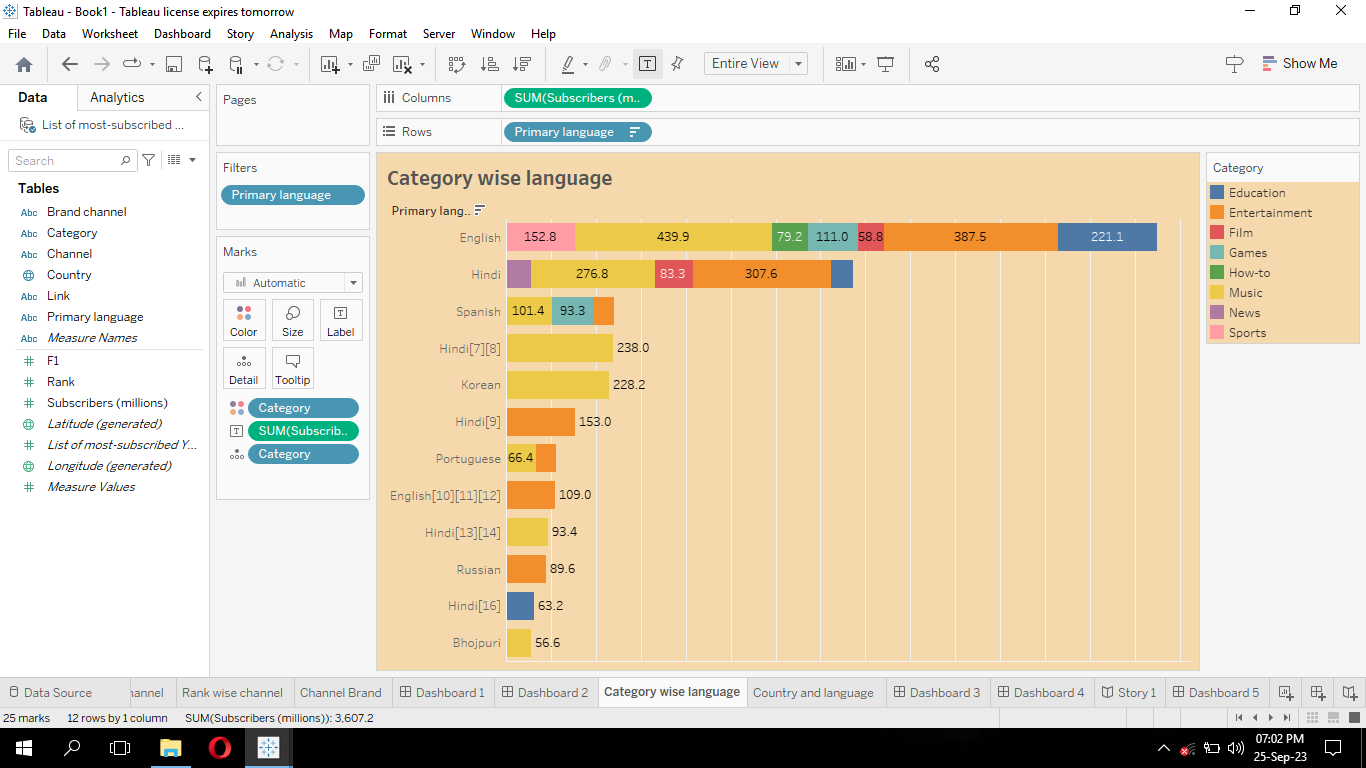 Tableau - Book1 - Tableau license expires tomorrow
File Data Worksheet Dashboard Story Analysis Map Format Server Window Help
Entire View
Show Me
Data Analytics
List of most-subscribed ...
Search
Tables
Abc Brand channel
Abc Category
Abc Channel
Country
Abc Link
Abc Primary language
Abc Measure Names
# F1
# Rank
# Subscribers (millions)
Latitude (generated)
# List of most-subscribed Y...
Longitude (generated)
# Measure Values
Pages
Filters
Primary language
Marks
Automatic
Color Size Label
Detail Tooltip
Category
SUM(Subscrib..
Category
Columns SUM(Subscribers (m..
Rows Primary language
Category wise language
Primary lang..
English 152.8 439.9 79.2 111.0 58.8 387.5 221.1
Hindi 276.8 83.3 307.6
Spanish 101.4 93.3
Hindi[7][8] 238.0
Korean 228.2
Hindi[9] 153.0
Portuguese 66.4
English[10][11][12] 109.0
Hindi[13][14] 93.4
Russian 89.6
Hindi[16] 63.2
Bhojpuri 56.6
Category
Education
Entertainment
Film
Games
How-to
Music
News
Sports
Data Source hannel Rank wise channel Channel Brand Dashboard 1 Dashboard 2 Category wise language Country and language Dashboard 3 Dashboard 4 Story 1 Dashboard 5
25 marks 12 rows by 1 column SUM(Subscribers (millions)): 3,607.2
07:02 PM
25-Sep-23